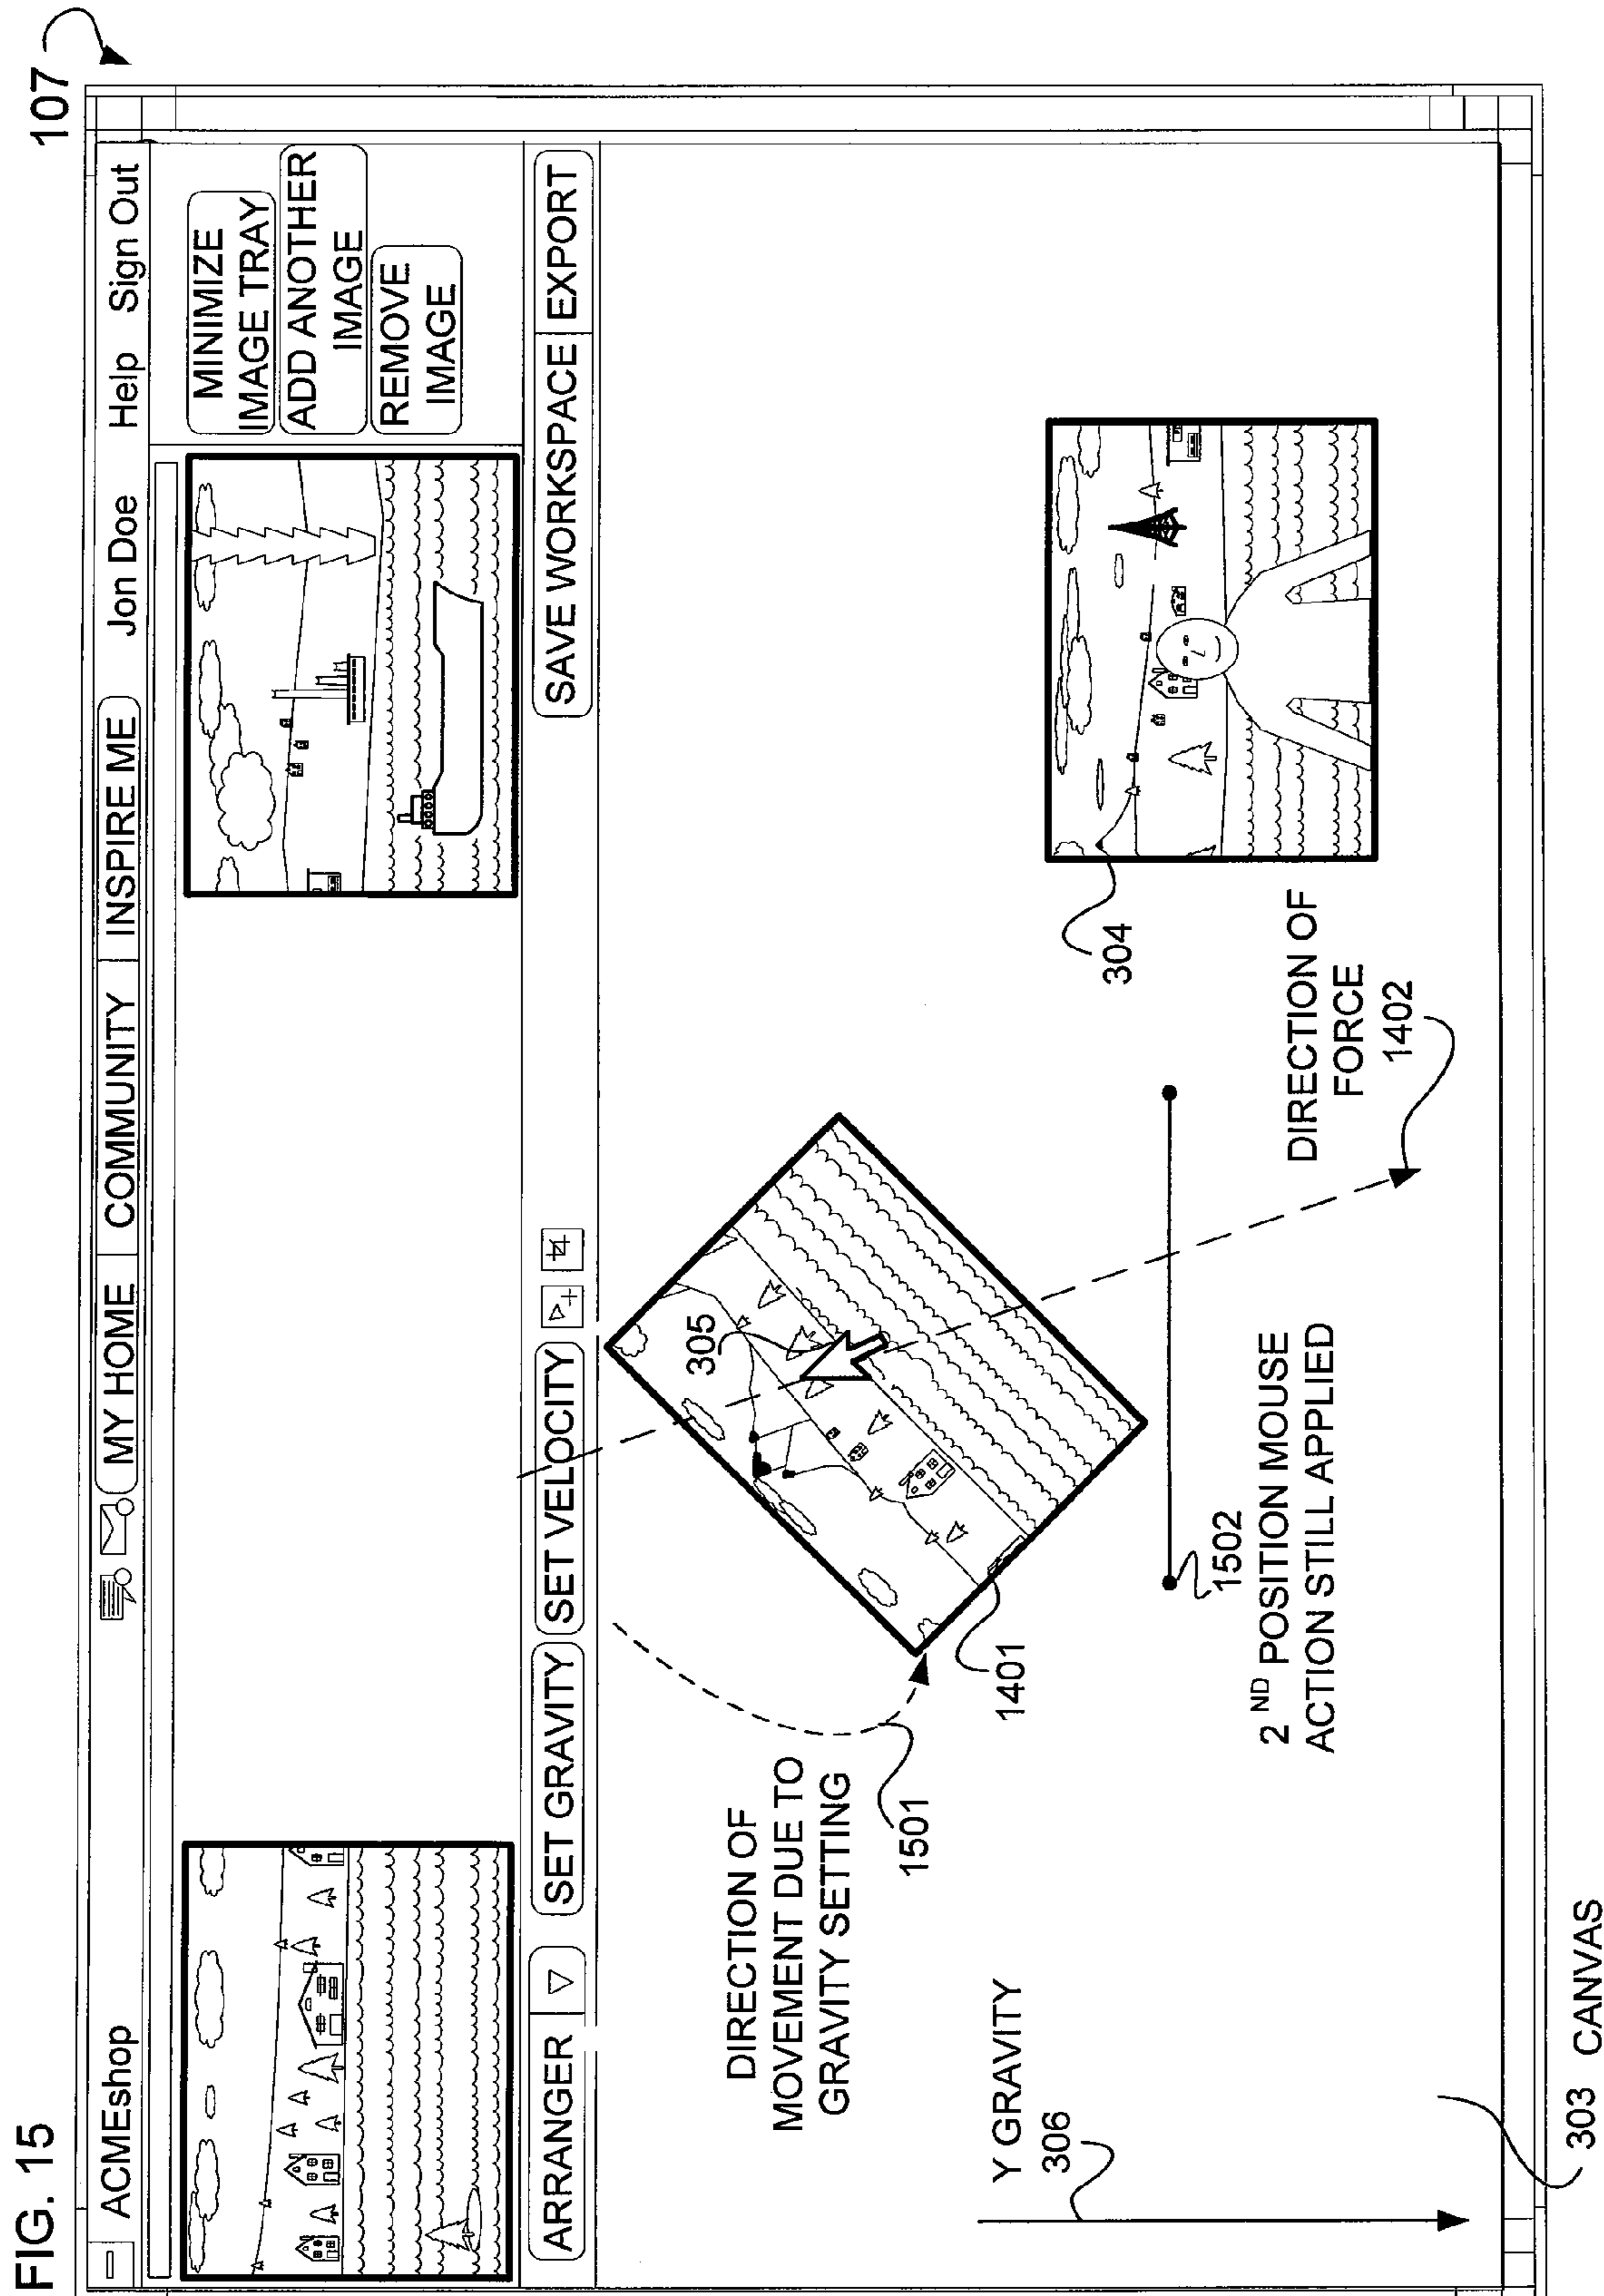 FIG. 15
107
ACMEshop
MY HOME
COMMUNITY
INSPIRE ME
Jon Doe
Help
Sign Out
MINIMIZE
IMAGE TRAY
ADD ANOTHER
IMAGE
REMOVE
IMAGE
ARRANGER
SET GRAVITY
SET VELOCITY
SAVE WORKSPACE
EXPORT
305
DIRECTION OF
MOVEMENT DUE TO
GRAVITY SETTING
1501
1401
304
Y GRAVITY
306
1502
2 ND POSITION MOUSE
ACTION STILL APPLIED
DIRECTION OF
FORCE
1402
303 CANVAS